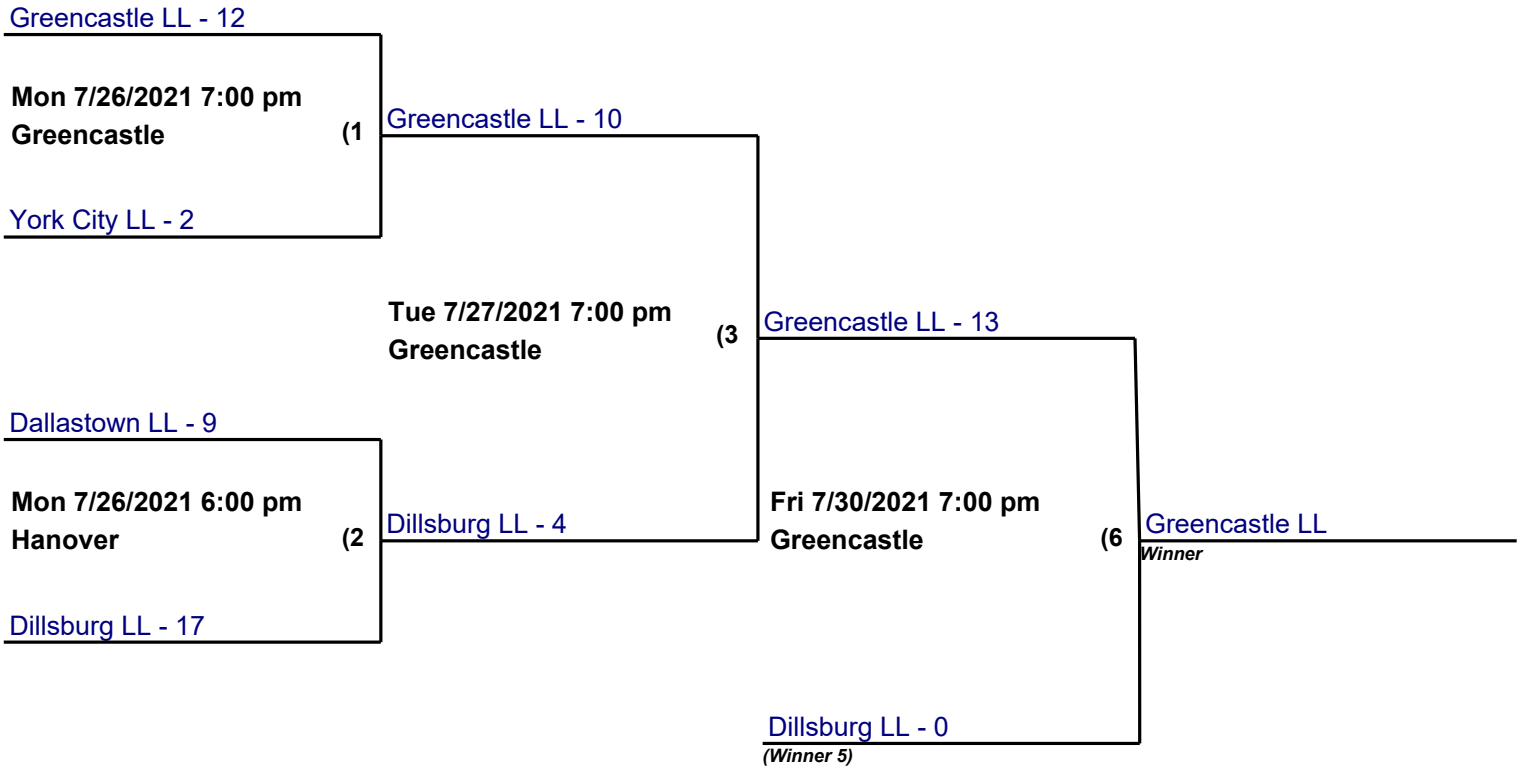 Greencastle LL - 12
Mon 7/26/2021 7:00 pm
Greencastle (1
Greencastle LL - 10
York City LL - 2
Tue 7/27/2021 7:00 pm
Greencastle (3
Greencastle LL - 13
Dallastown LL - 9
Mon 7/26/2021 6:00 pm
Hanover (2
Dillsburg LL - 4
Dillsburg LL - 17
Fri 7/30/2021 7:00 pm
Greencastle (6
Greencastle LL
Winner
Dillsburg LL - 0
(Winner 5)